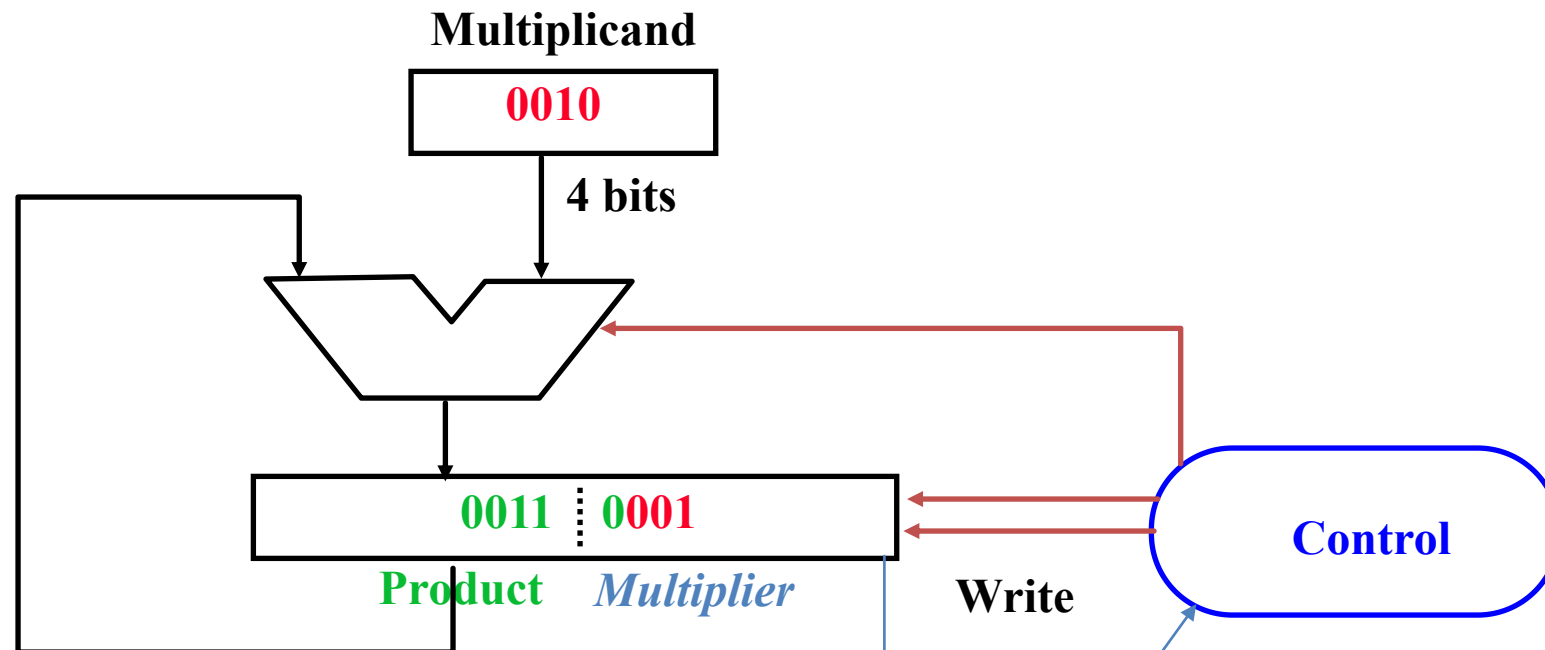 Multiplicand
0010
4 bits
0011 0001
Product Multiplier
Write
Control